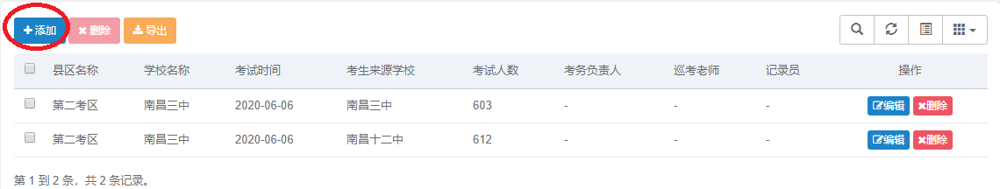 添加 删除 导出
县区名称 学校名称 考试时间 考生来源学校 考试人数 考务负责人 巡考老师 记录员 操作
第二考区 南昌三中 2020-06-06 南昌三中 603 - - - 编辑 删除
第二考区 南昌三中 2020-06-06 南昌十二中 612 - - - 编辑 删除
第 1 到 2 条，共 2 条记录。